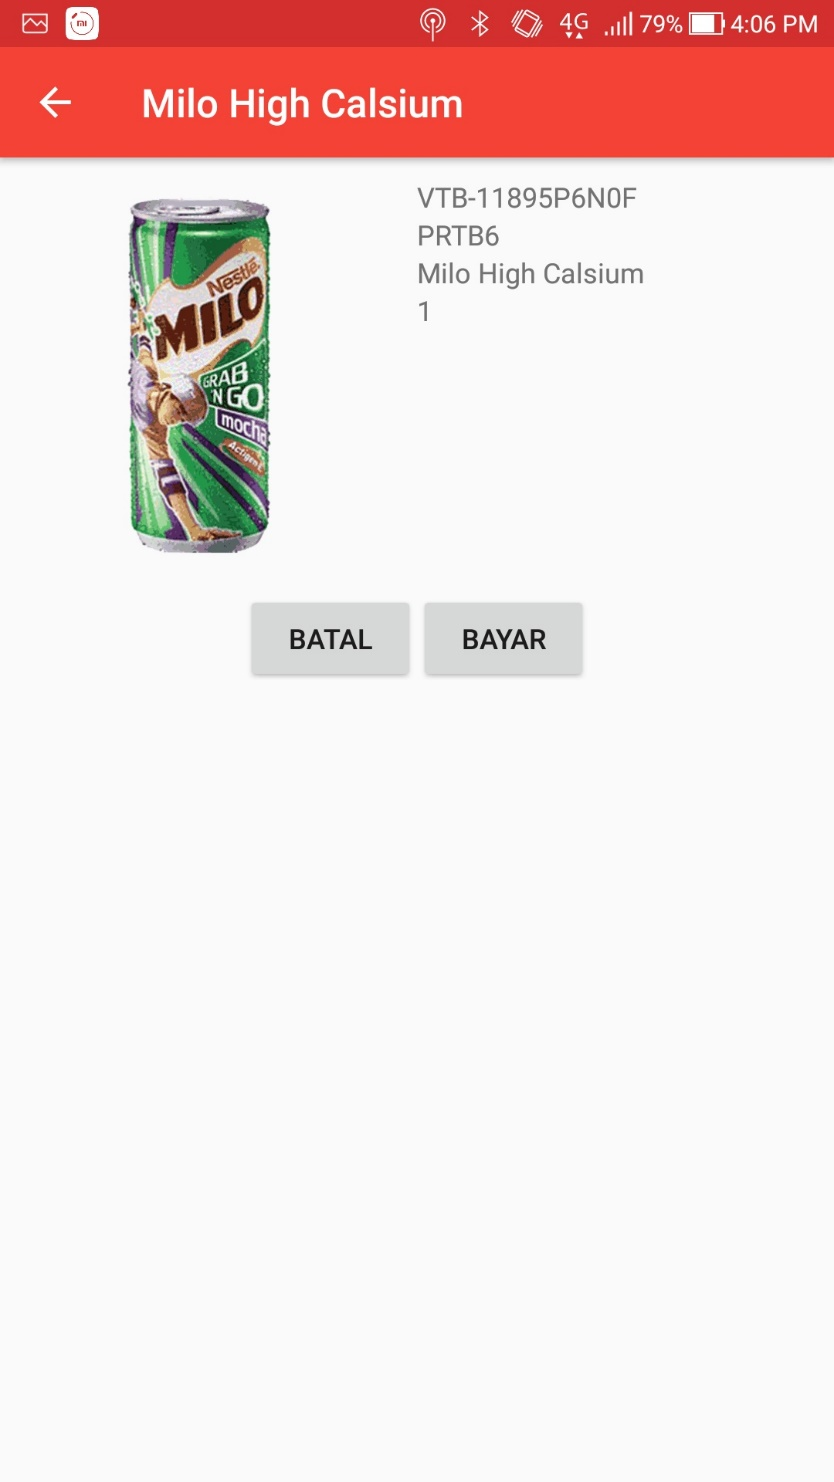 4G 79% 4:06 PM
Milo High Calsium
VTB-11895P6N0F
PRTB6
Milo High Calsium
1
Nestlé
MILO
GRAB
'N GO
mocha
BATAL BAYAR